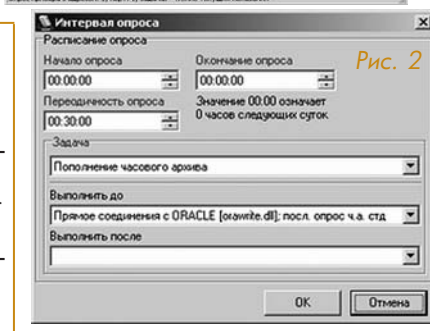 Интервал опроса
Расписание опроса
Начало опроса
Окончание опроса
Рис. 2
00:00:00
00:00:00
Переодичность опроса
Значение 00:00 означает
0 часов следующих суток
00:30:00
Задача
Пополнение часового архива
Выполнить до
Прямое соединения с ORACLE [orawrite.dll]; посл. опрос ч.а. стд
Выполнить после
OK
Отмена